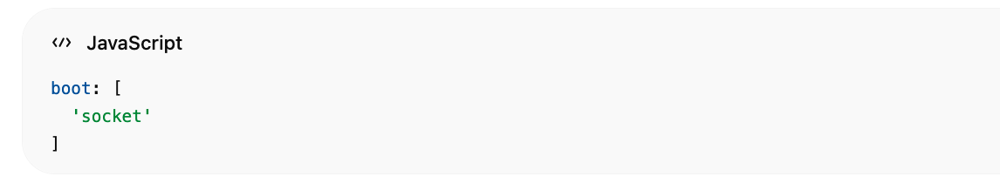 JavaScript
boot: [
  'socket'
]